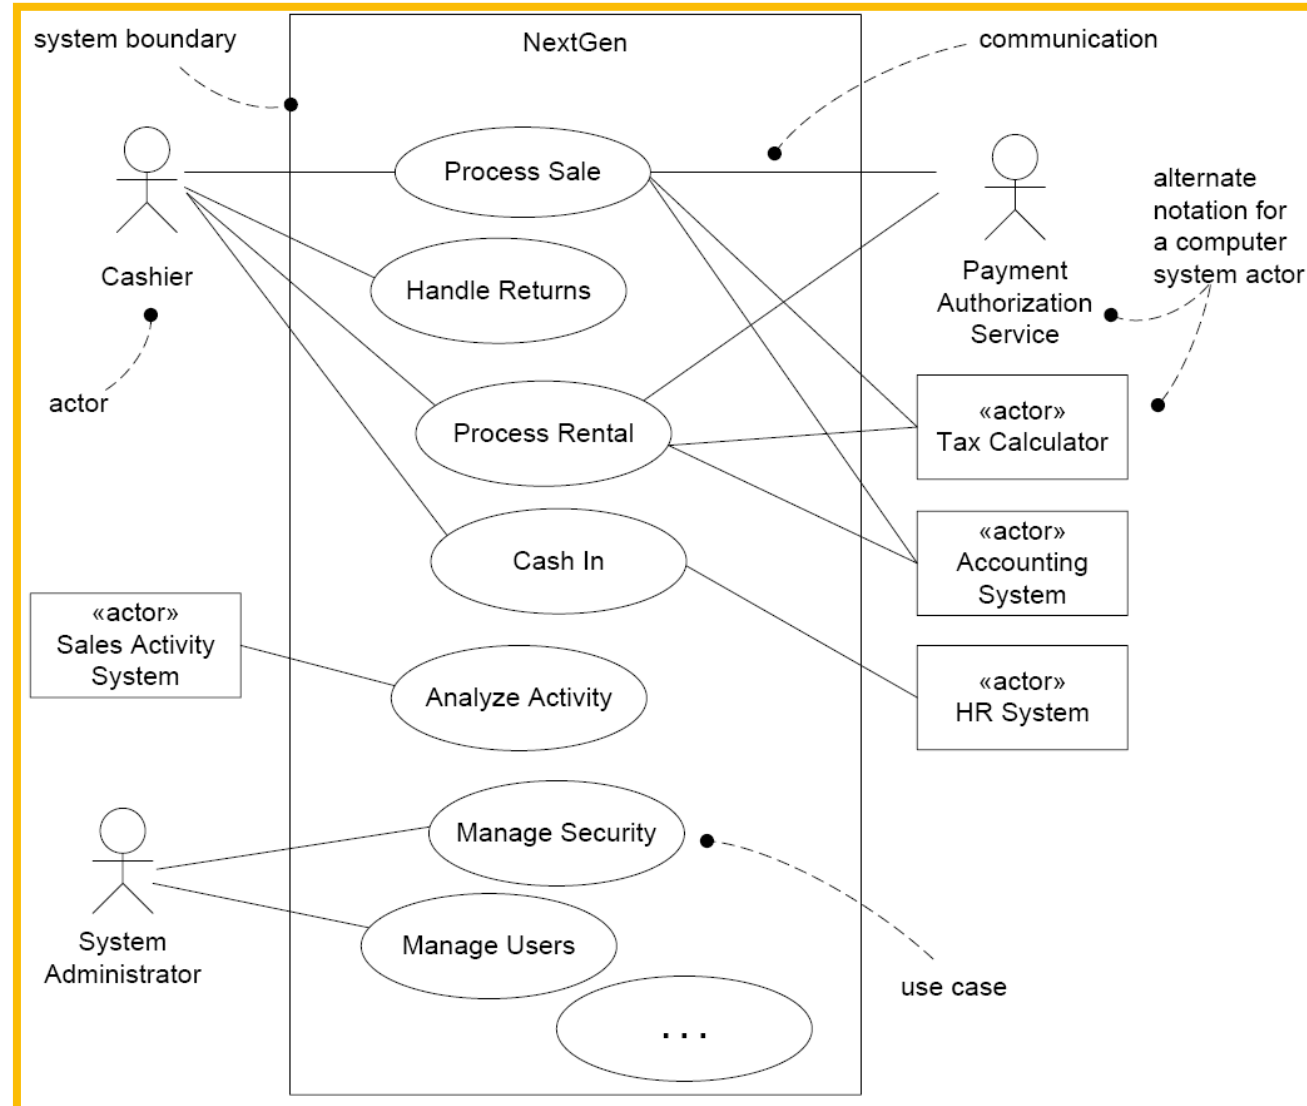 system boundary
NextGen
communication
Process Sale
alternate
notation for
a computer
system actor
Cashier
Handle Returns
Payment
Authorization
Service
actor
Process Rental
«actor»
Tax Calculator
«actor»
Accounting
System
Cash In
«actor»
Sales Activity
System
Analyze Activity
«actor»
HR System
Manage Security
System
Administrator
Manage Users
use case
...